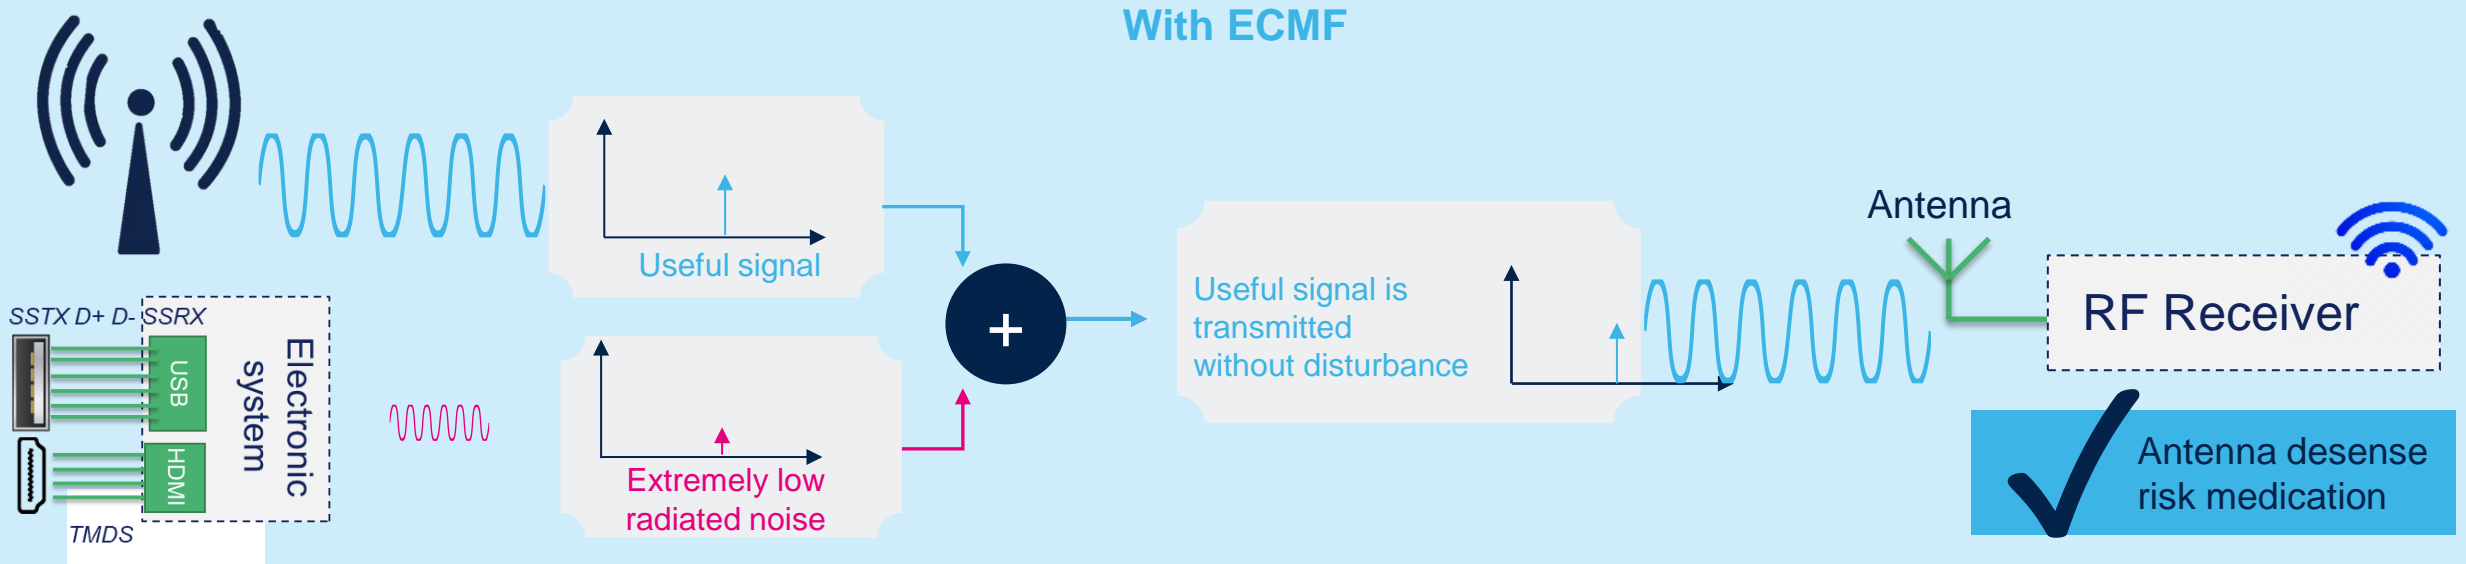 With ECMF
Useful signal
SSTX D+ D- SSRX
USB
HDMI
Electronic
system
TMDS
Extremely low
radiated noise
+
Useful signal is
transmitted
without disturbance
Antenna
RF Receiver
Antenna desense
risk medication